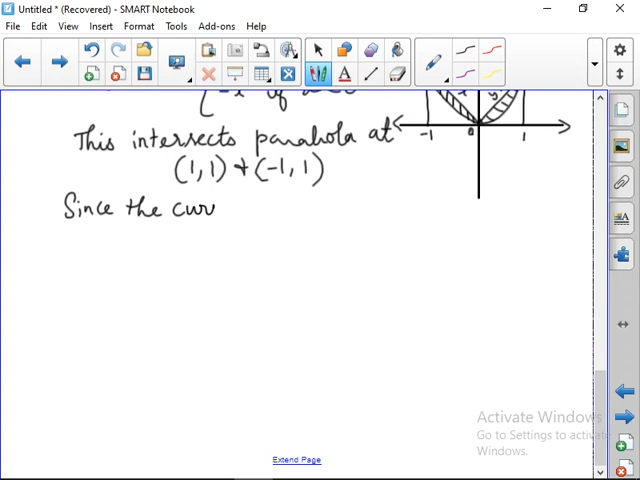 Untitled * (Recovered) - SMART Notebook
File Edit View Insert Format Tools Add-ons Help
-x if
This intersects parabola at
-1 0 1
(1, 1) & (-1, 1)
Since the cur
Activate Windows
Go to Settings to activate
Windows.
Extend Page